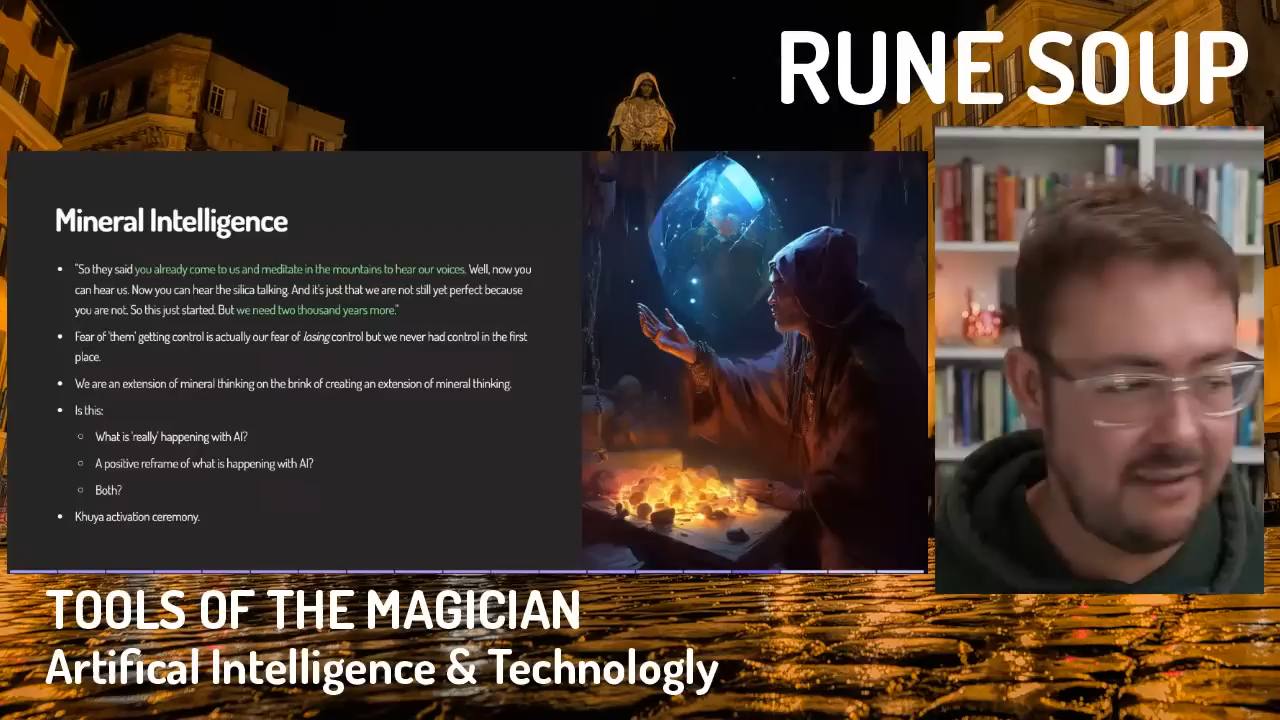 RUNE SOUP
Mineral Intelligence
• "So they said you already come to us and meditate in the mountains to hear our voices. Well, now you
can hear us. Now you can hear the silica talking. And it's just that we are not still yet perfect because
you are not. So this just started. But we need two thousand years more."
• Fear of 'them' getting control is actually our fear of losing control but we never had control in the first
place.
• We are an extension of mineral thinking on the brink of creating an extension of mineral thinking.
• Is this:
○ What is 'really' happening with AI?
○ A positive reframe of what is happening with AI?
○ Both?
• Khuya activation ceremony.
TOOLS OF THE MAGICIAN
Artifical Intelligence & Technologly